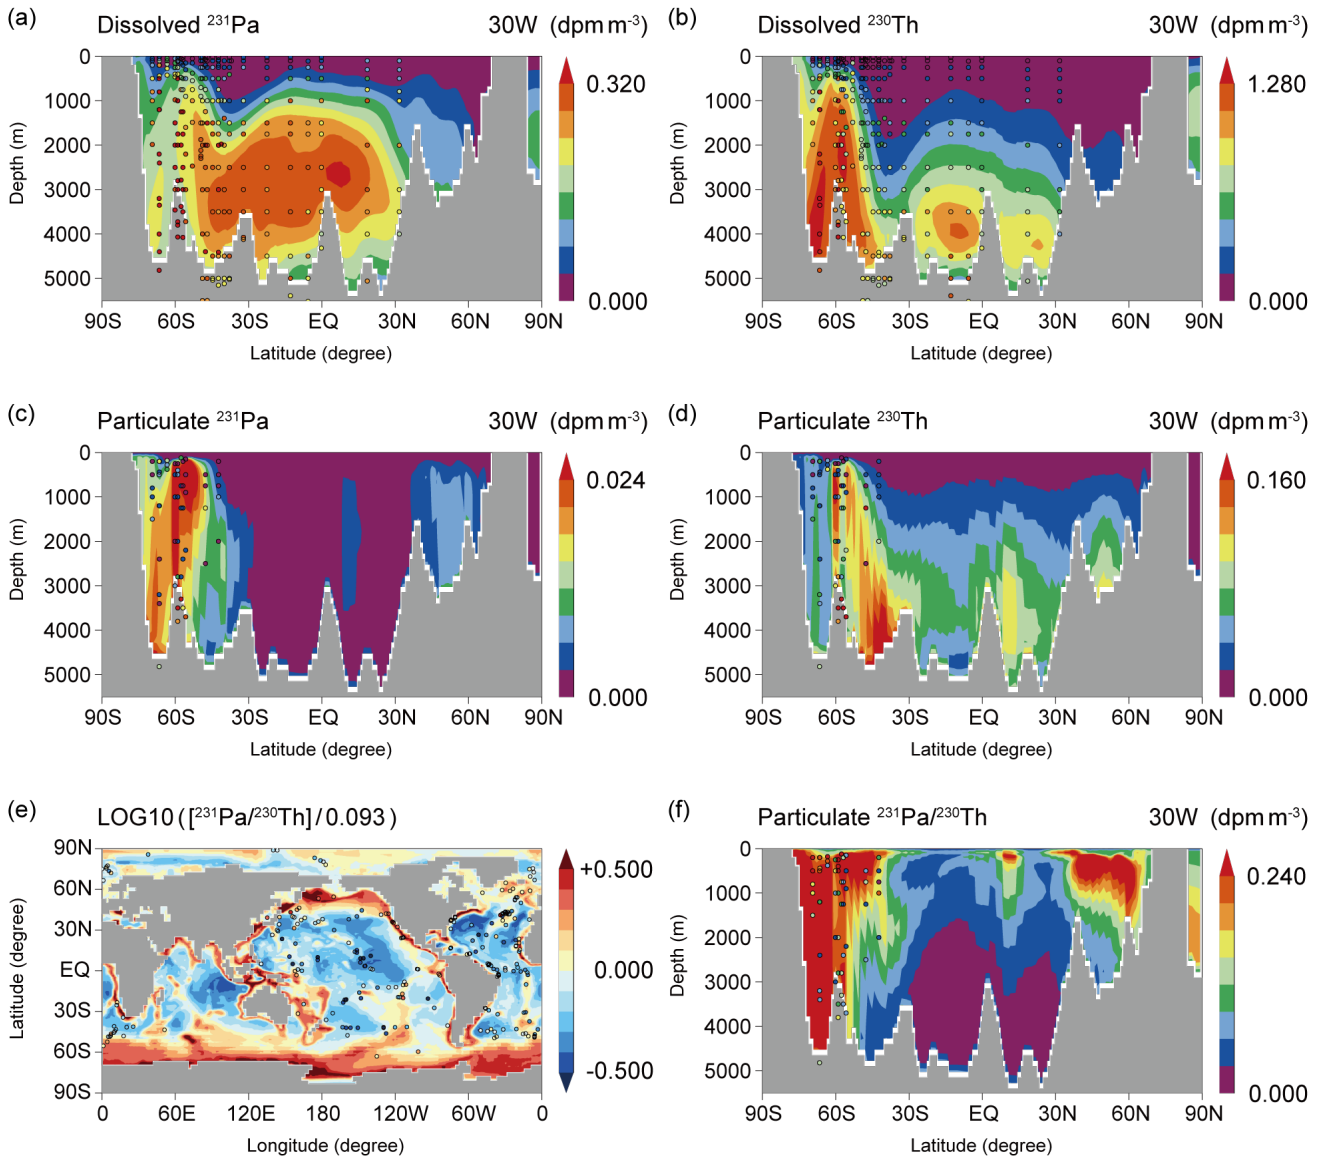 (a) Dissolved ²³¹Pa 30W (dpm m⁻³)
0
1000
2000
3000
4000
5000
Depth (m)
90S 60S 30S EQ 30N 60N 90N
Latitude (degree)
0.320
0.000
(b) Dissolved ²³⁰Th 30W (dpm m⁻³)
0
1000
2000
3000
4000
5000
Depth (m)
90S 60S 30S EQ 30N 60N 90N
Latitude (degree)
1.280
0.000
(c) Particulate ²³¹Pa 30W (dpm m⁻³)
0
1000
2000
3000
4000
5000
Depth (m)
90S 60S 30S EQ 30N 60N 90N
Latitude (degree)
0.024
0.000
(d) Particulate ²³⁰Th 30W (dpm m⁻³)
0
1000
2000
3000
4000
5000
Depth (m)
90S 60S 30S EQ 30N 60N 90N
Latitude (degree)
0.160
0.000
(e) LOG10 ( [²³¹Pa/²³⁰Th] / 0.093 )
90N
60N
30N
EQ
30S
60S
90S
Latitude (degree)
0 60E 120E 180 120W 60W 0
Longitude (degree)
+0.500
0.000
-0.500
(f) Particulate ²³¹Pa/²³⁰Th 30W (dpm m⁻³)
0
1000
2000
3000
4000
5000
Depth (m)
90S 60S 30S EQ 30N 60N 90N
Latitude (degree)
0.240
0.000